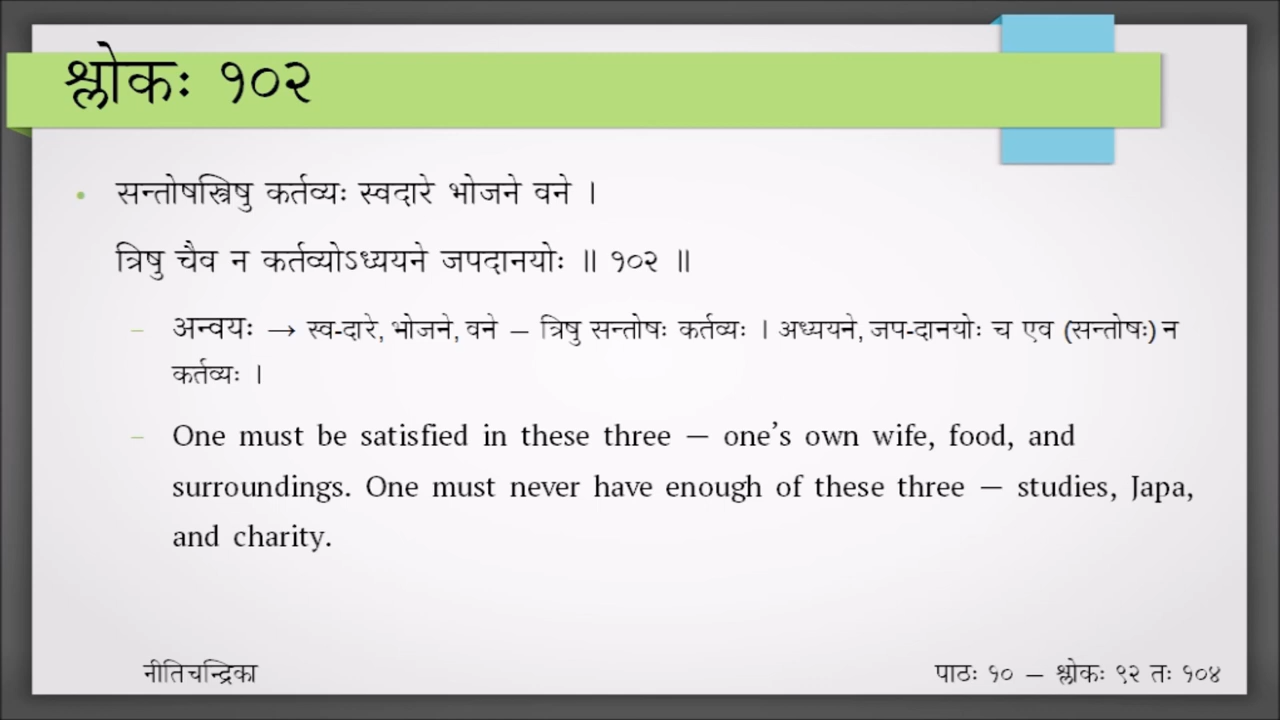 श्लोकः १०२
सन्तोषस्त्रिषु कर्तव्यः स्वदारे भोजने वने ।
त्रिषु चैव न कर्तव्योऽध्ययने जपदानयोः ॥ १०२ ॥
– अन्वयः → स्व-दारे, भोजने, वने – त्रिषु सन्तोषः कर्तव्यः । अध्ययने, जप-दानयोः च एव (सन्तोषः) न
कर्तव्यः ।
– One must be satisfied in these three – one’s own wife, food, and
surroundings. One must never have enough of these three – studies, Japa,
and charity.
नीतिचन्द्रिका
पाठः १० – श्लोकः ९२ तः १०४